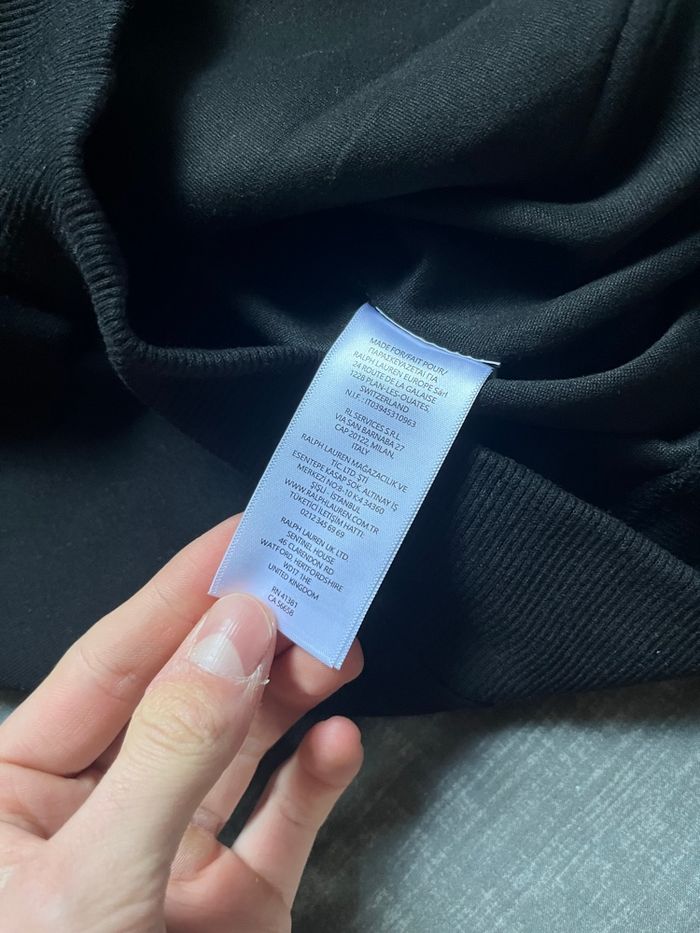 MADE FOR/FAIT POUR/
ΠΑΡΑΣΚΕΥΑΖΕΤΑΙ ΓΙΑ
RALPH LAUREN EUROPE Sàrl
24 ROUTE DE LA GALAISE
1228 PLAN-LES-OUATES,
SWITZERLAND
N.I.F. : IT03945310963
RL SERVICES S.R.L.
VIA SAN BARNABA 27
CAP 20122, MILAN,
ITALY
RALPH LAUREN MAĞAZACILIK VE
TİC. LTD. ŞTİ
ESENTEPE KASAP SOK. ALTINAY İŞ
MERKEZİ NO:8-10 K:4 34360
ŞİŞLİ - İSTANBUL
WWW.RALPHLAUREN.COM.TR
TÜKETİCİ İLETİŞİM HATTI:
0212 345 69 69
RALPH LAUREN UK LTD
SENTINEL HOUSE
46 CLARENDON RD
WATFORD, HERTFORDSHIRE
WD17 1HE
UNITED KINGDOM
RN 41381
CA 56658